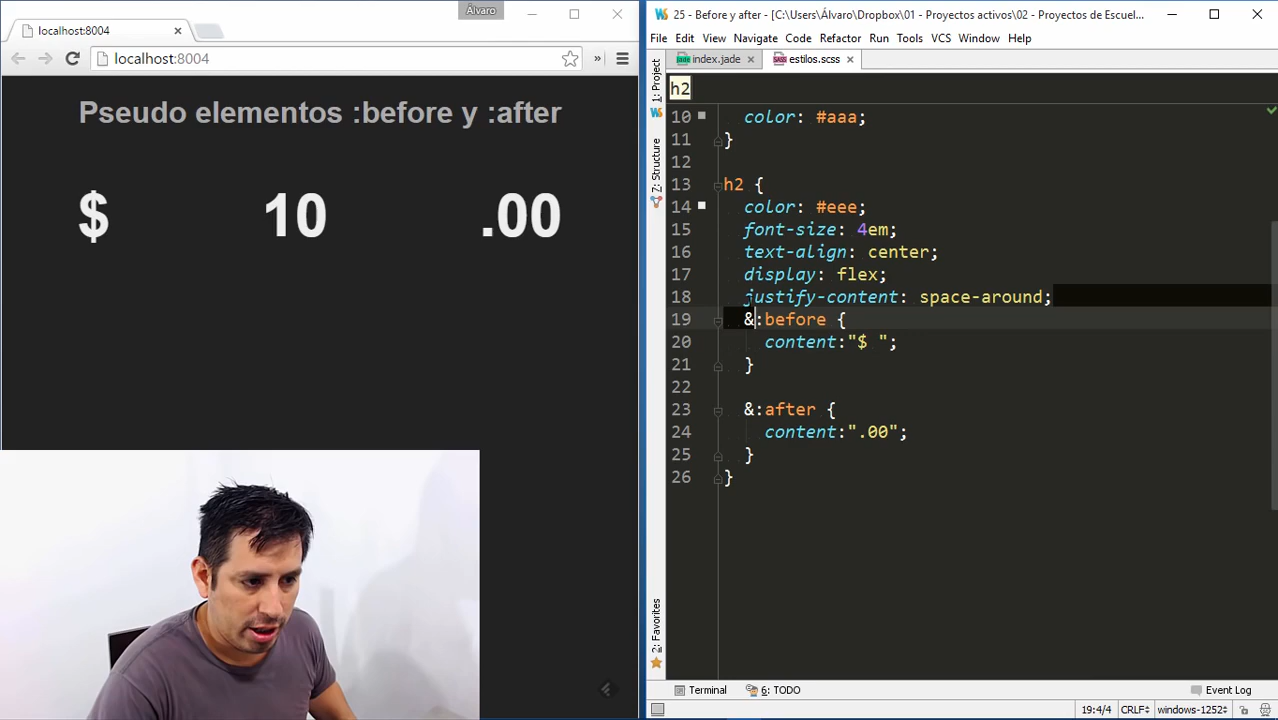 Álvaro
localhost:8004
localhost:8004
Pseudo elementos :before y :after
$ 10 .00
25 - Before y after - [C:\Users\Álvaro\Dropbox\01 - Proyectos activos\02 - Proyectos de Escuel...
File Edit View Navigate Code Refactor Run Tools VCS Window Help
index.jade estilos.scss
h2
1: Project
Z: Structure
2: Favorites
10 color: #aaa;
11 }
12
13 h2 {
14 color: #eee;
15 font-size: 4em;
16 text-align: center;
17 display: flex;
18 justify-content: space-around;
19 &:before {
20 content:"$ ";
21 }
22
23 &:after {
24 content:".00";
25 }
26 }
Terminal 6: TODO Event Log
19:4/4 CRLF windows-1252